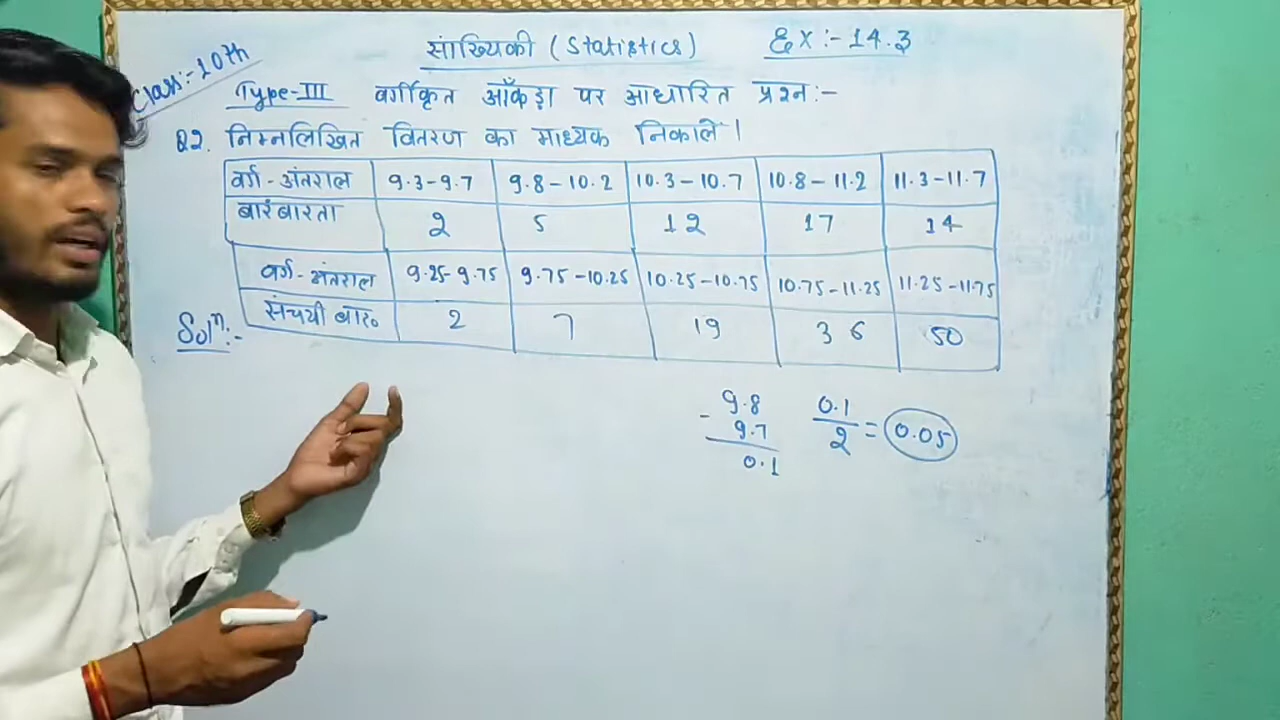 सांख्यिकी (Statistics) Ex:- 14.3
Class:- 10th
Type-III वर्गीकृत आँकड़ा पर आधारित प्रश्न:-
Q2. निम्नलिखित वितरण का माध्यक निकालें।
वर्ग-अंतराल 9.3-9.7 9.8-10.2 10.3-10.7 10.8-11.2 11.3-11.7
बारंबारता 2 5 12 17 14
वर्ग-अंतराल 9.25-9.75 9.75-10.25 10.25-10.75 10.75-11.25 11.25-11.75
संचयी बार० 2 7 19 36 50
Solⁿ:-
9.8
- 9.7
0.1
0.1/2 = 0.05